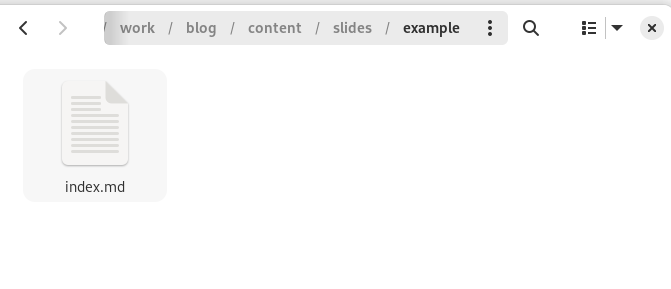 / work / blog / content / slides / example
index.md